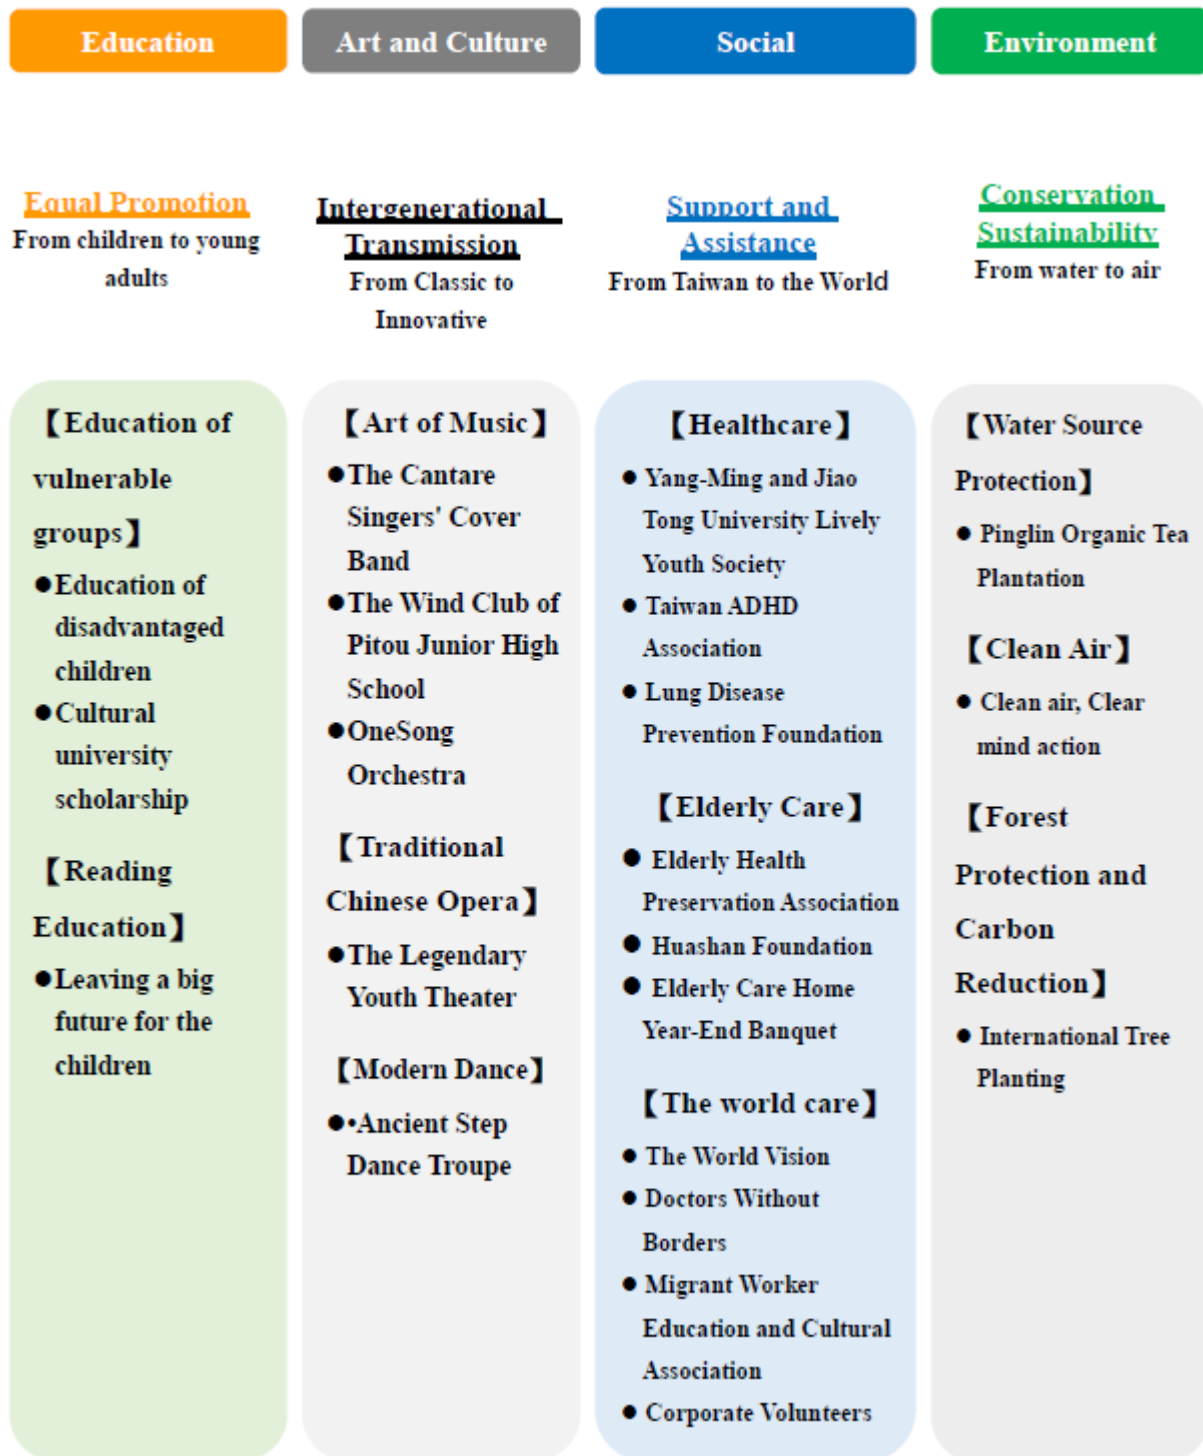 Education
Art and Culture
Social
Environment
Equal Promotion
From children to young
adults
Intergenerational
Transmission
From Classic to
Innovative
Support and
Assistance
From Taiwan to the World
Conservation
Sustainability
From water to air
【Education of
vulnerable
groups】
●Education of
disadvantaged
children
●Cultural
university
scholarship
【Reading
Education】
●Leaving a big
future for the
children
【Art of Music】
●The Cantare
Singers' Cover
Band
●The Wind Club of
Pitou Junior High
School
●OneSong
Orchestra
【Traditional
Chinese Opera】
●The Legendary
Youth Theater
【Modern Dance】
●•Ancient Step
Dance Troupe
【Healthcare】
● Yang-Ming and Jiao
Tong University Lively
Youth Society
● Taiwan ADHD
Association
● Lung Disease
Prevention Foundation
【Elderly Care】
● Elderly Health
Preservation Association
● Huashan Foundation
● Elderly Care Home
Year-End Banquet
【The world care】
● The World Vision
● Doctors Without
Borders
● Migrant Worker
Education and Cultural
Association
● Corporate Volunteers
【Water Source
Protection】
● Pinglin Organic Tea
Plantation
【Clean Air】
● Clean air, Clear
mind action
【Forest
Protection and
Carbon
Reduction】
● International Tree
Planting